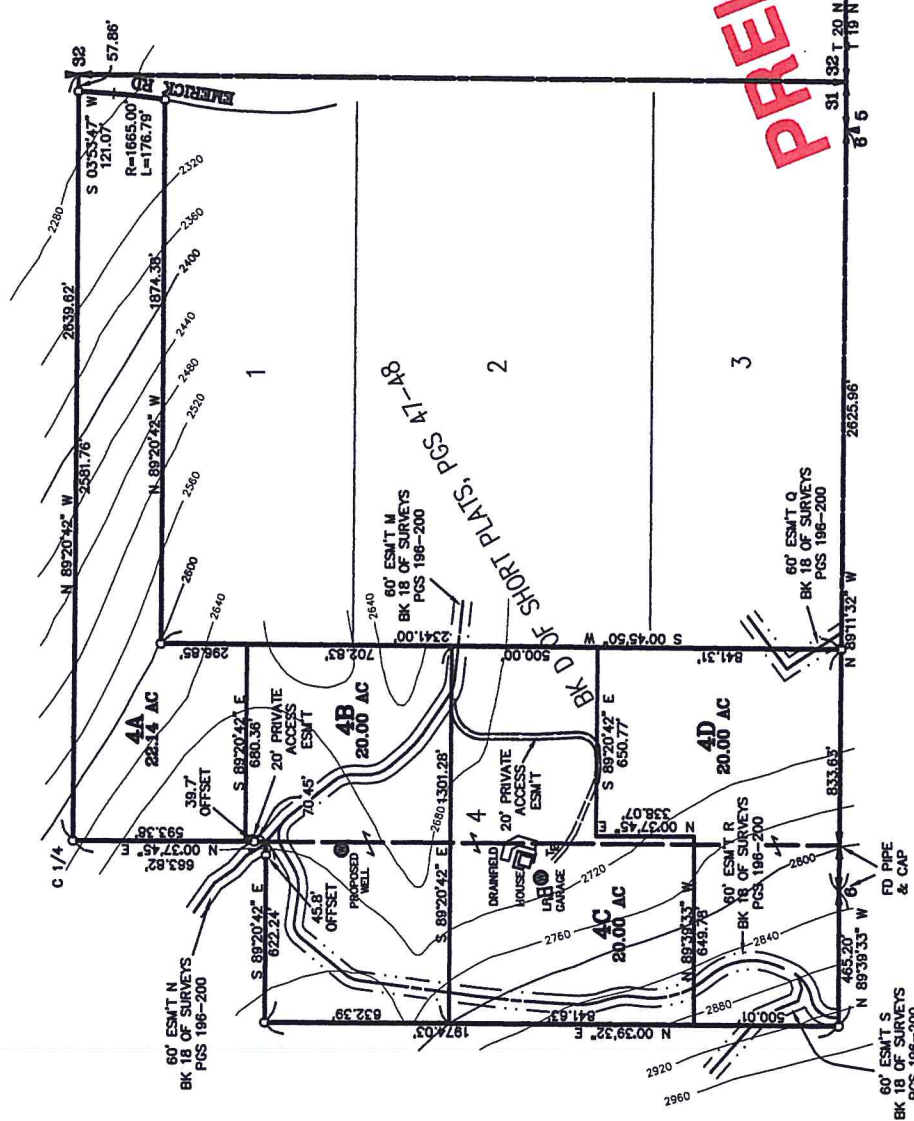 PREL
32
57.86'
EMERICK RD
S 03°53'47" W
121.07'
R=1665.00'
L=176.79'
2280
2320
2360
2400
2440
2480
2520
2560
2600
2640
2639.62'
N 89°20'42" W
2581.76'
1874.38'
N 89°20'42" W
C 1/4
4A
22.14 AC
593.36'
683.82'
N 00°37'45" E
39.7'
OFFSET
296.85'
S 89°20'42" E
680.36'
20' PRIVATE
ACCESS
ESM'T
4B
20.00 AC
702.83'
2341.00'
2640
60' ESM'T M
BK 18 OF SURVEYS
PGS 196-200
1
2
3
BK D OF SHORT PLATS, PGS 47-48
60' ESM'T N
BK 18 OF SURVEYS
PGS 196-200
S 89°20'42" E
622.24'
45.8'
OFFSET
70.45'
PROPOSED
WELL
W
2680
S 89°20'42" E
1301.28'
632.39'
1974.03'
4
20' PRIVATE
ACCESS
ESM'T
DRAINFIELD
HOUSE
W
GARAGE
500.00'
S 00°45'50" W
S 89°20'42" E
650.77'
4D
20.00 AC
841.31'
338.07'
N 00°37'45" E
4C
20.00 AC
2720
2760
2800
2840
2880
2920
2960
841.63'
N 00°39'32" E
N 89°39'33" W
649.78'
60' ESM'T R
BK 18 OF SURVEYS
PGS 196-200
500.01'
60' ESM'T Q
BK 18 OF SURVEYS
PGS 196-200
N 89°11'32" W
833.63'
2625.96'
465.20'
N 89°39'33" W
6
FD PIPE
& CAP
60' ESM'T S
BK 18 OF SURVEYS
PGS 196-200
31
32
T 20 N
T 19 N
6
5